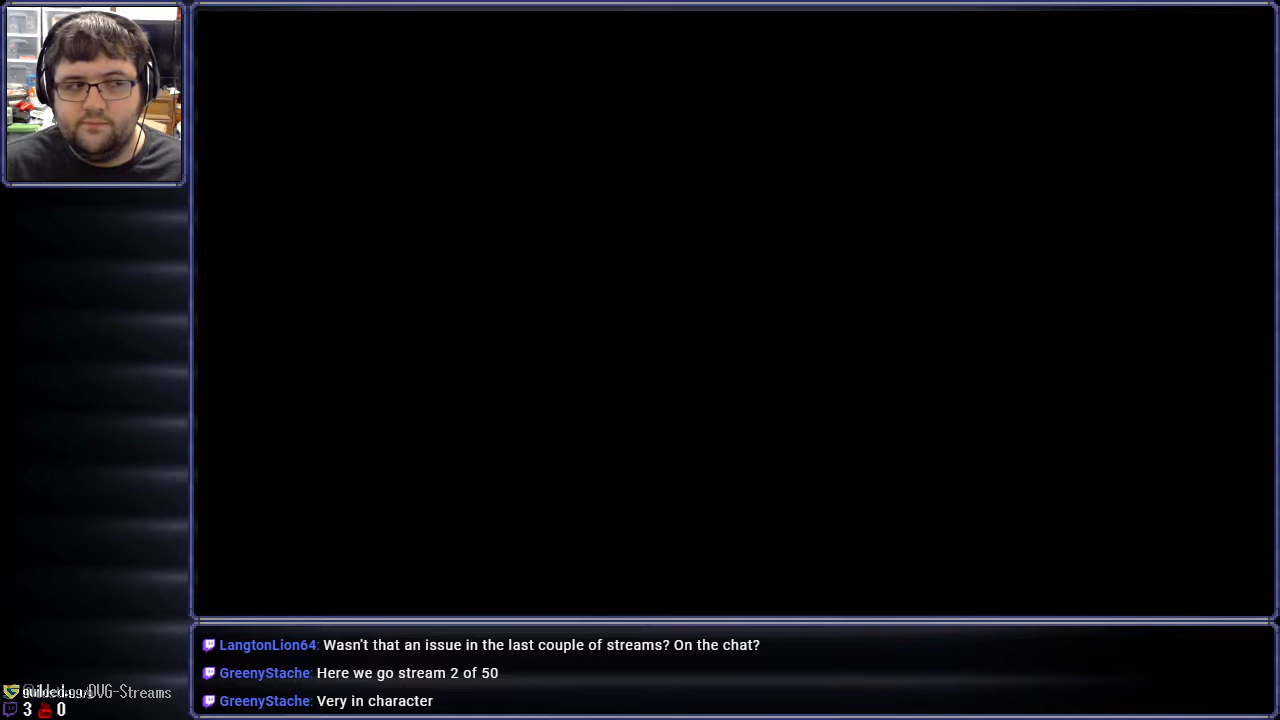 LangtonLion64: Wasn't that an issue in the last couple of streams? On the chat?
GreenyStache: Here we go stream 2 of 50
GreenyStache: Very in character
/DVG-Streams
3 0